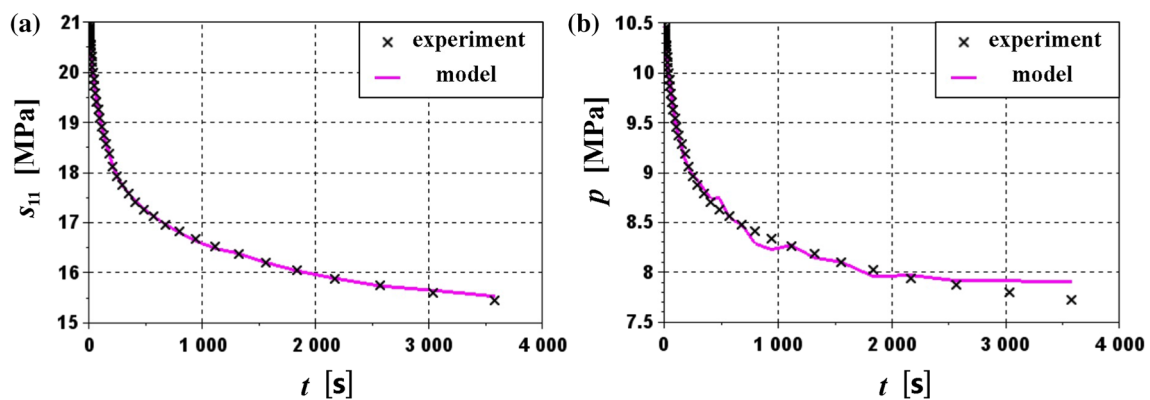 (a)
21
20
19
18
17
16
15
s₁₁ [MPa]
0 1 000 2 000 3 000 4 000
t [s]
experiment
model
(b)
10.5
10
9.5
9
8.5
8
7.5
p [MPa]
0 1 000 2 000 3 000 4 000
t [s]
experiment
model